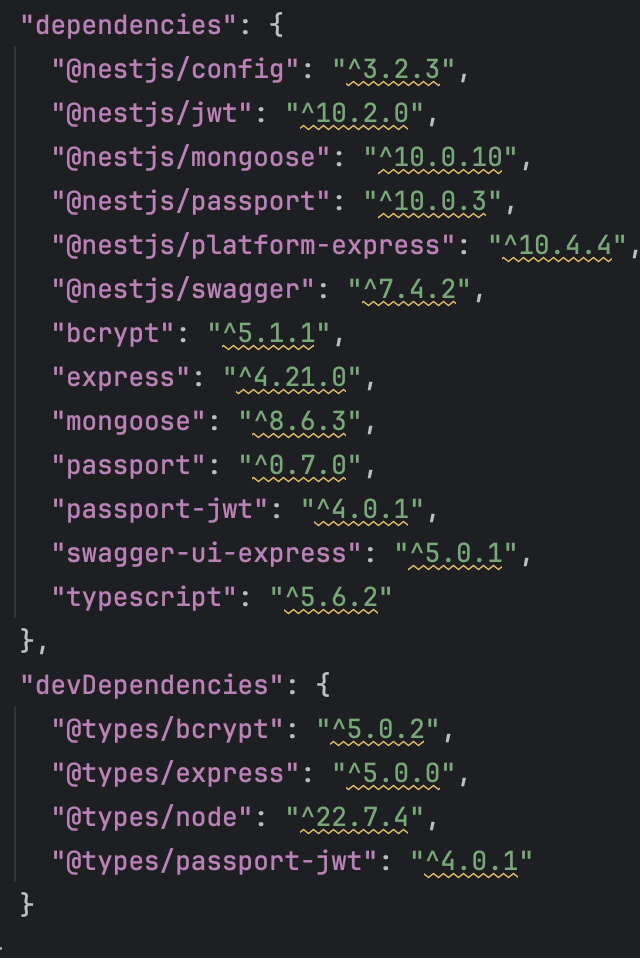 "dependencies": {
"@nestjs/config": "^3.2.3",
"@nestjs/jwt": "^10.2.0",
"@nestjs/mongoose": "^10.0.10",
"@nestjs/passport": "^10.0.3",
"@nestjs/platform-express": "^10.4.4",
"@nestjs/swagger": "^7.4.2",
"bcrypt": "^5.1.1",
"express": "^4.21.0",
"mongoose": "^8.6.3",
"passport": "^0.7.0",
"passport-jwt": "^4.0.1",
"swagger-ui-express": "^5.0.1",
"typescript": "^5.6.2"
},
"devDependencies": {
"@types/bcrypt": "^5.0.2",
"@types/express": "^5.0.0",
"@types/node": "^22.7.4",
"@types/passport-jwt": "^4.0.1"
}